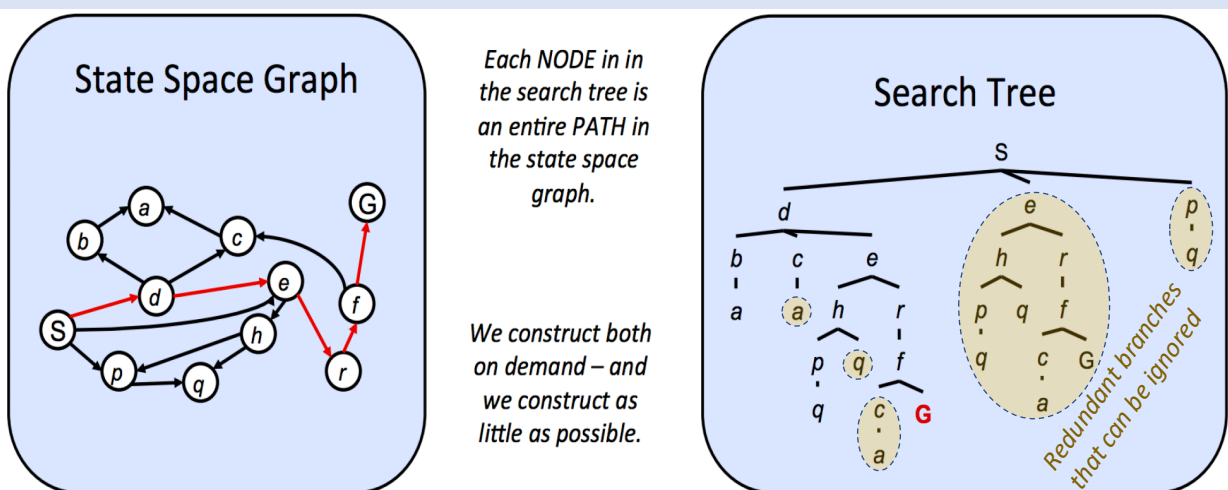 State Space Graph
a
G
b
c
d
e
f
S
h
p
q
r
Each NODE in in
the search tree is
an entire PATH in
the state space
graph.
We construct both
on demand – and
we construct as
little as possible.
Search Tree
S
d e p
b c e h r q
a a h r p q f
p q f q c G
q c G a
a
Redundant branches
that can be ignored